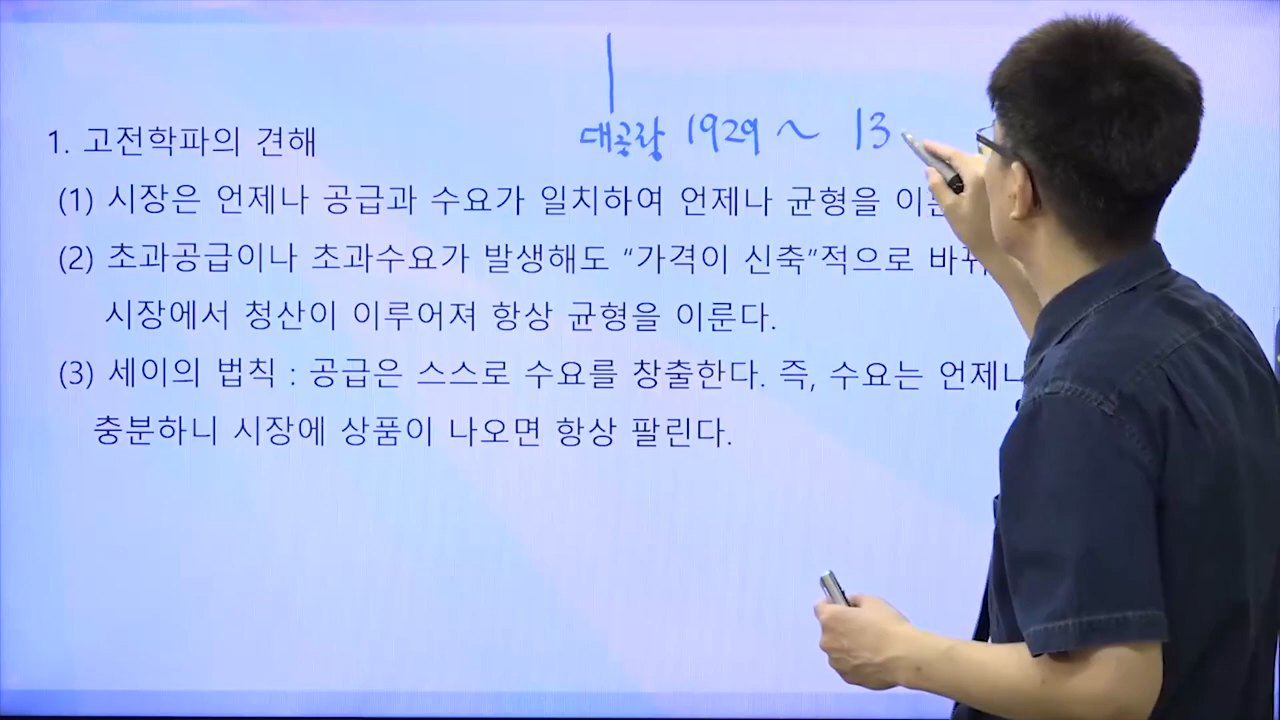 대공황 1929 ~ 13
1. 고전학파의 견해
(1) 시장은 언제나 공급과 수요가 일치하여 언제나 균형을
(2) 초과공급이나 초과수요가 발생해도 “가격이 신축”적으로
시장에서 청산이 이루어져 항상 균형을 이룬다.
(3) 세이의 법칙 : 공급은 스스로 수요를 창출한다. 즉, 수요는
충분하니 시장에 상품이 나오면 항상 팔린다.